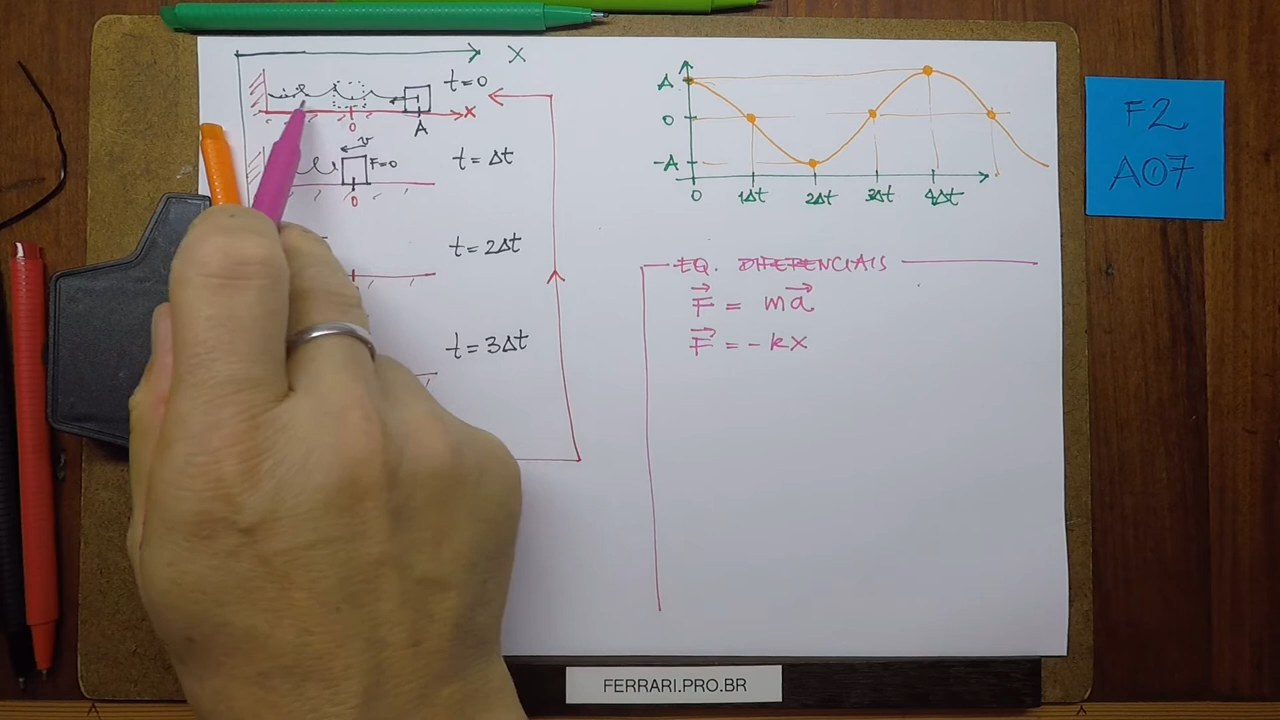 X
t=0
X
0
A
v
F=0
t=Δt
0
t=2Δt
t=3Δt
A
0
-A
0
1Δt
2Δt
3Δt
4Δt
EQ. DIFERENCIAIS
F = ma
F = -kx
F2
A07
FERRARI.PRO.BR